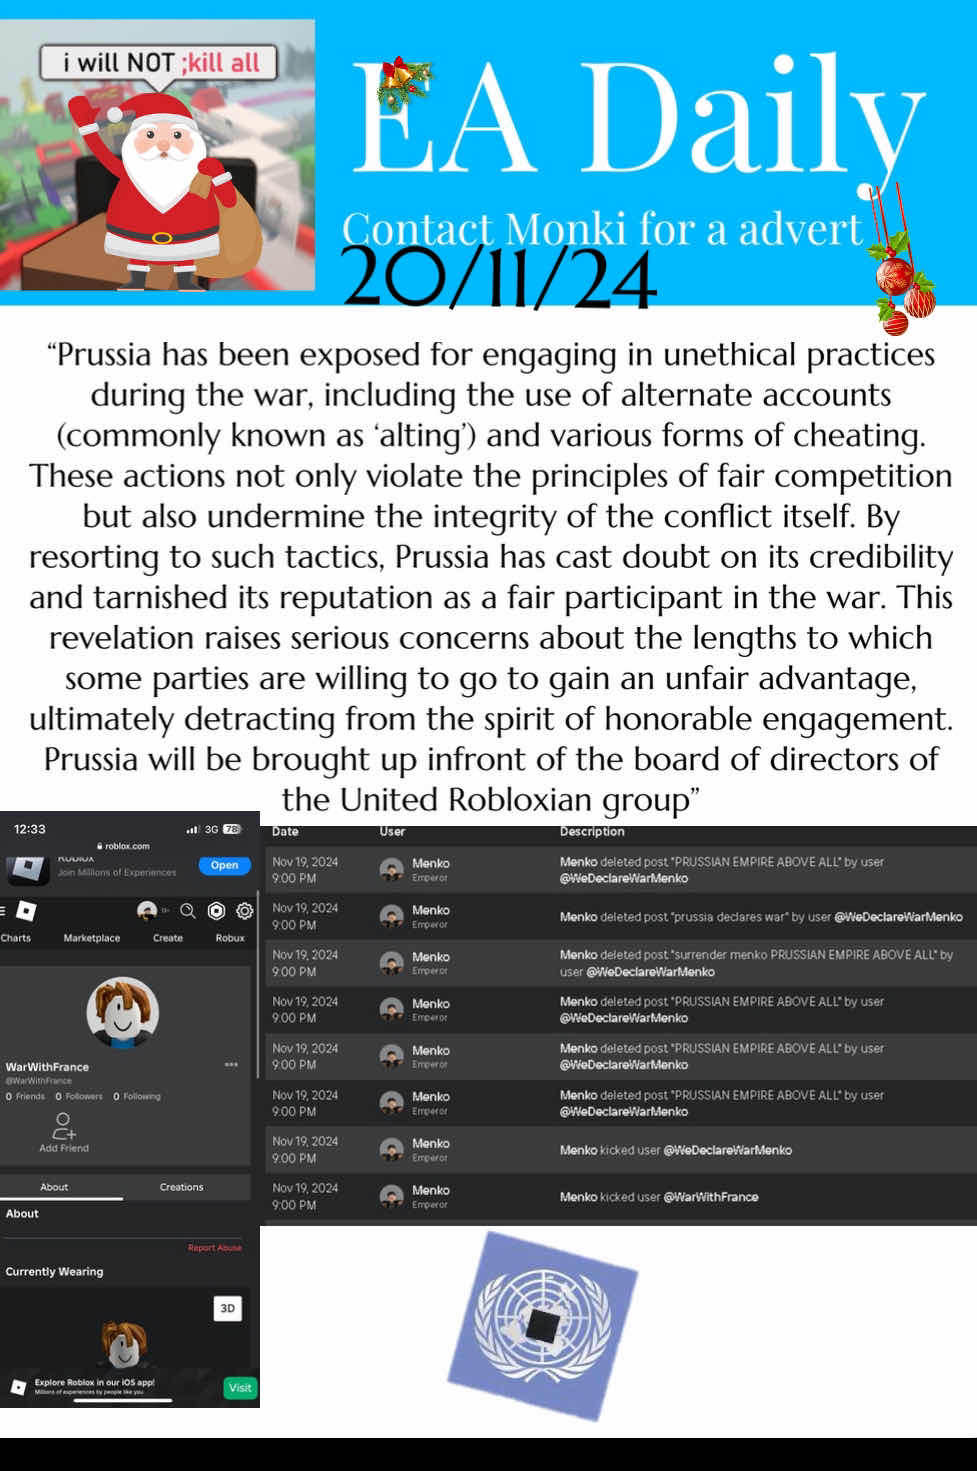 i will NOT ;kill all
EA Daily
Contact Monki for a advert
20/11/24
“Prussia has been exposed for engaging in unethical practices
during the war, including the use of alternate accounts
(commonly known as ‘alting’) and various forms of cheating.
These actions not only violate the principles of fair competition
but also undermine the integrity of the conflict itself. By
resorting to such tactics, Prussia has cast doubt on its credibility
and tarnished its reputation as a fair participant in the war. This
revelation raises serious concerns about the lengths to which
some parties are willing to go to gain an unfair advantage,
ultimately detracting from the spirit of honorable engagement.
Prussia will be brought up infront of the board of directors of
the United Robloxian group”
12:33
3G 78
roblox.com
Roblox
Join Millions of Experiences
Open
Charts Marketplace Create Robux
WarWithFrance
@WarWithFrance
0 Friends 0 Followers 0 Following
Add Friend
About Creations
About
Report Abuse
Currently Wearing
3D
Explore Roblox in our iOS app!
Millions of experiences by people like you
Visit
Date User Description
Nov 19, 2024 Menko Menko deleted post "PRUSSIAN EMPIRE ABOVE ALL" by user
9:00 PM Emperor @WeDeclareWarMenko
Nov 19, 2024 Menko Menko deleted post "prussia declares war" by user @WeDeclareWarMenko
9:00 PM Emperor
Nov 19, 2024 Menko Menko deleted post "surrender menko PRUSSIAN EMPIRE ABOVE ALL" by
9:00 PM Emperor user @WeDeclareWarMenko
Nov 19, 2024 Menko Menko deleted post "PRUSSIAN EMPIRE ABOVE ALL" by user
9:00 PM Emperor @WeDeclareWarMenko
Nov 19, 2024 Menko Menko deleted post "PRUSSIAN EMPIRE ABOVE ALL" by user
9:00 PM Emperor @WeDeclareWarMenko
Nov 19, 2024 Menko Menko deleted post "PRUSSIAN EMPIRE ABOVE ALL" by user
9:00 PM Emperor @WeDeclareWarMenko
Nov 19, 2024 Menko Menko kicked user @WeDeclareWarMenko
9:00 PM Emperor
Nov 19, 2024 Menko Menko kicked user @WarWithFrance
9:00 PM Emperor